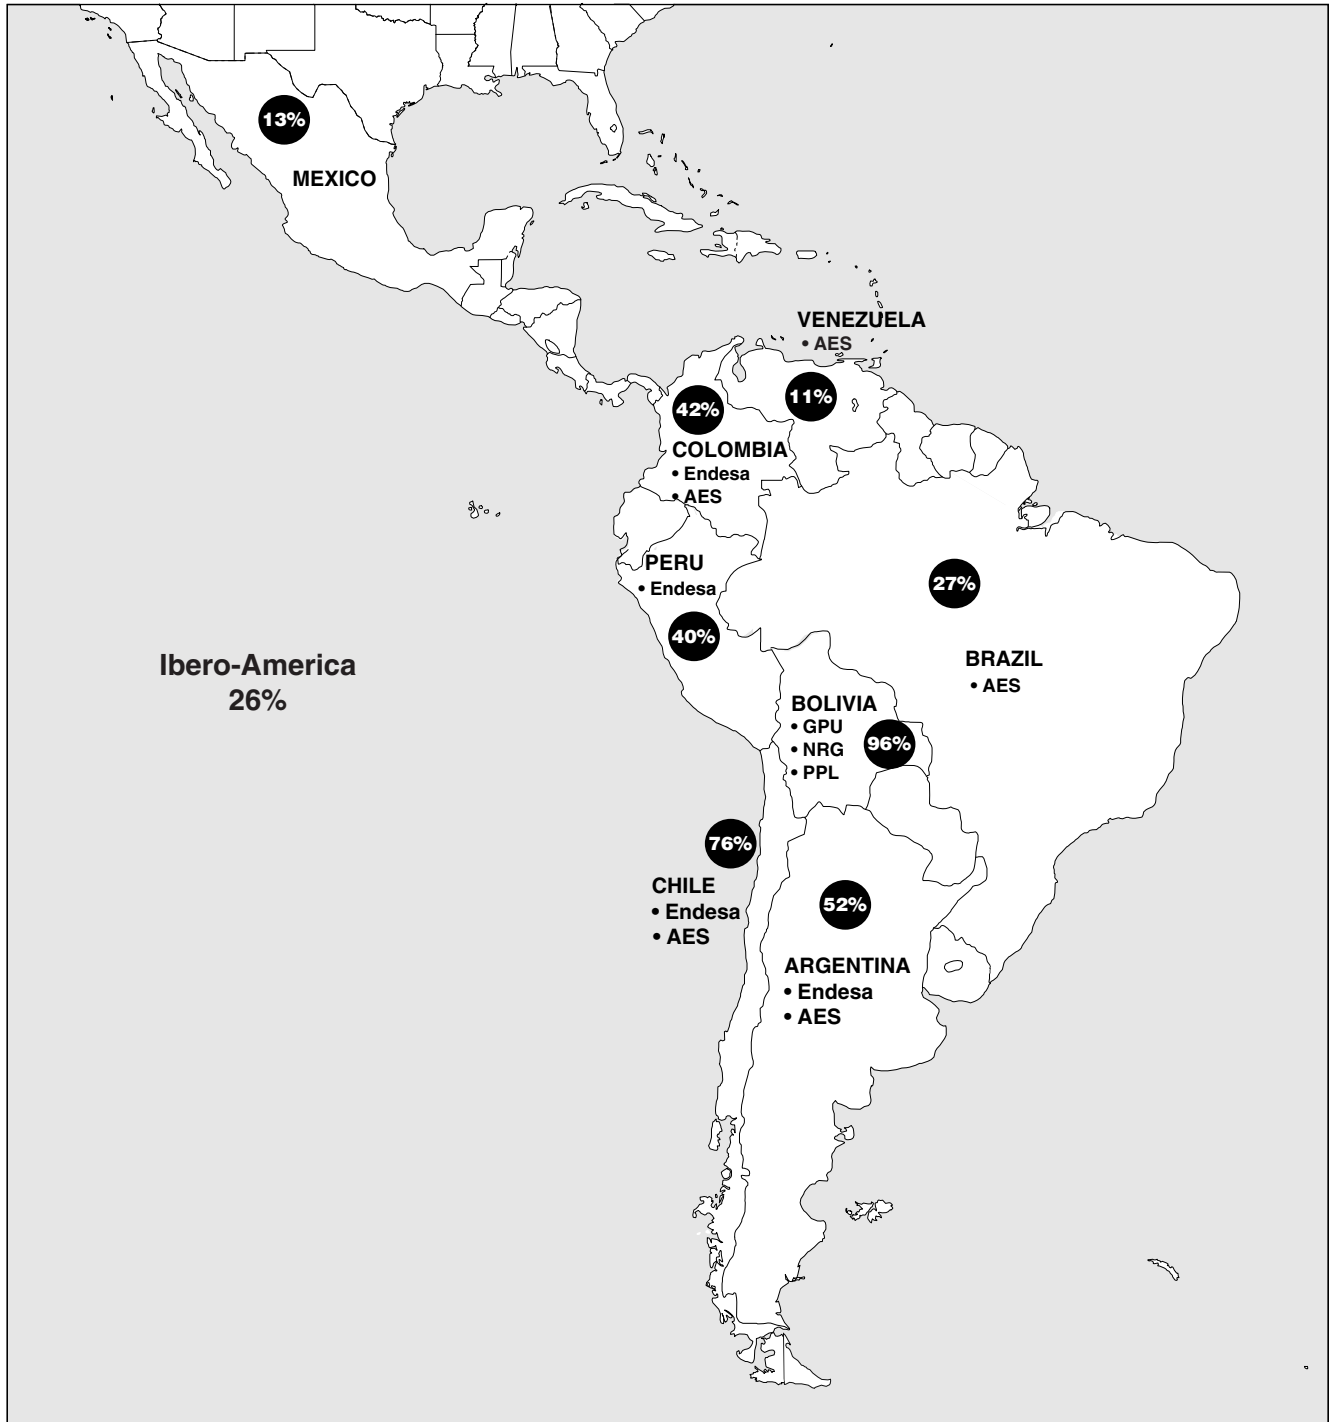 13%
MEXICO
VENEZUELA
• AES
11%
42%
COLOMBIA
• Endesa
• AES
PERU
• Endesa
40%
27%
BRAZIL
• AES
Ibero-America
26%
BOLIVIA
• GPU
• NRG
• PPL
96%
76%
CHILE
• Endesa
• AES
52%
ARGENTINA
• Endesa
• AES